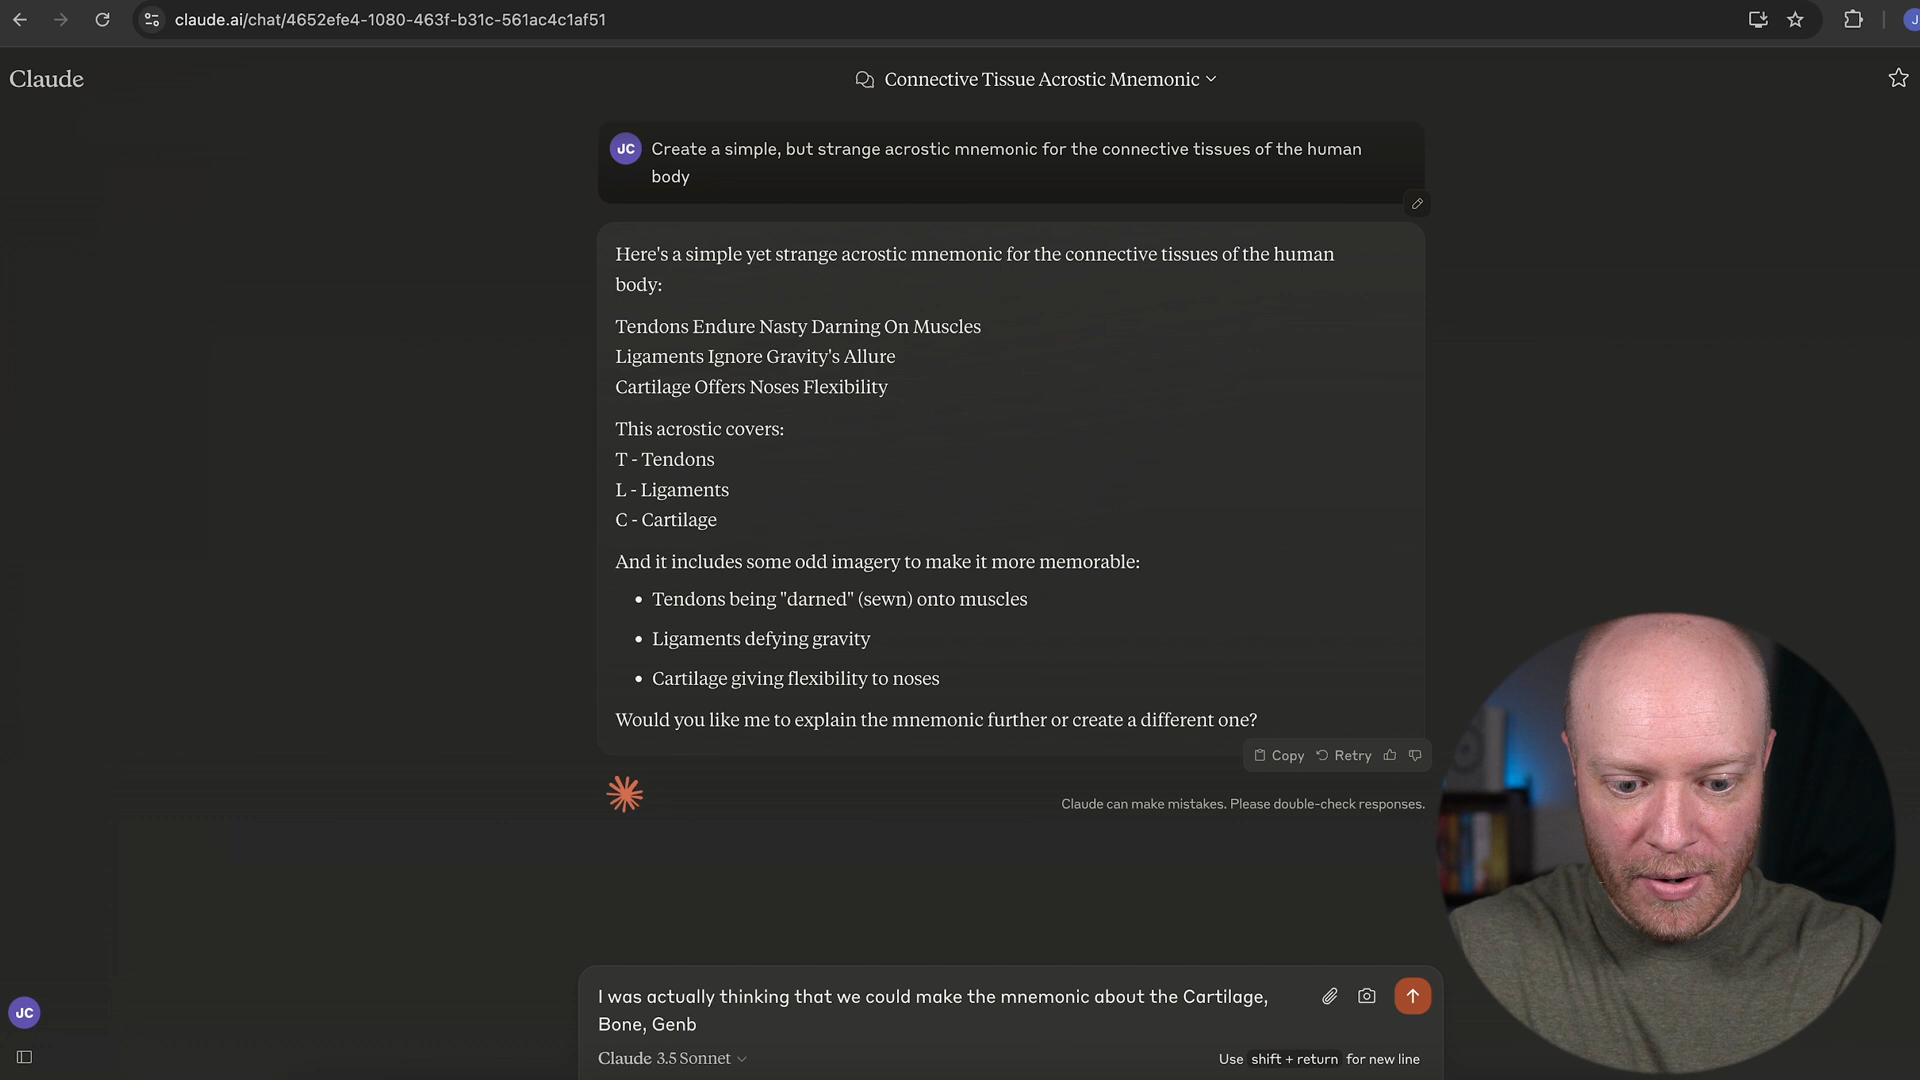 claude.ai/chat/4652efe4-1080-463f-b31c-561ac4c1af51
J
Claude
Connective Tissue Acrostic Mnemonic
JC
Create a simple, but strange acrostic mnemonic for the connective tissues of the human
body
Here's a simple yet strange acrostic mnemonic for the connective tissues of the human
body:
Tendons Endure Nasty Darning On Muscles
Ligaments Ignore Gravity's Allure
Cartilage Offers Noses Flexibility
This acrostic covers:
T - Tendons
L - Ligaments
C - Cartilage
And it includes some odd imagery to make it more memorable:
• Tendons being "darned" (sewn) onto muscles
• Ligaments defying gravity
• Cartilage giving flexibility to noses
Would you like me to explain the mnemonic further or create a different one?
Copy Retry
Claude can make mistakes. Please double-check responses.
I was actually thinking that we could make the mnemonic about the Cartilage,
Bone, Genb
JC
Claude 3.5 Sonnet
Use shift + return for new line